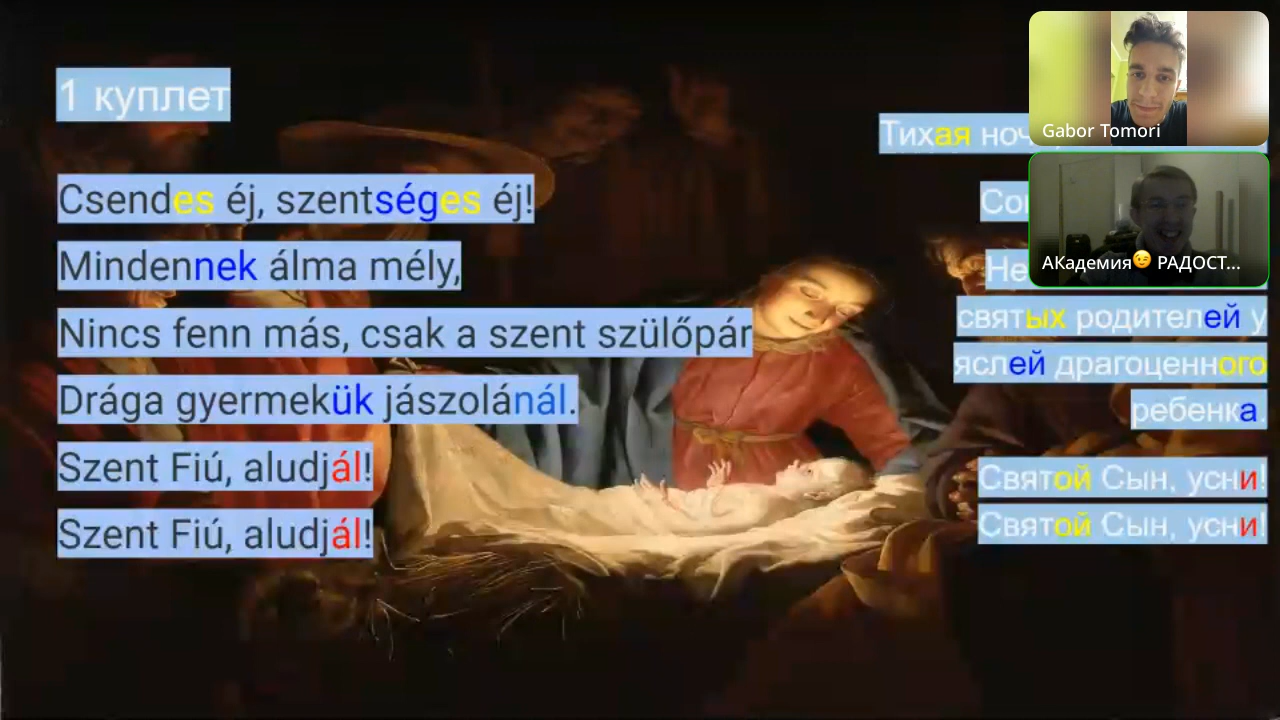 1 куплет
Csendes éj, szentséges éj!
Mindennek álma mély,
Nincs fenn más, csak a szent szülőpár
Drága gyermekük jászolánál.
Szent Fiú, aludjál!
Szent Fiú, aludjál!
Тихая
святых родителей у
яслей драгоценного
ребенка.
Святой Сын, усни!
Святой Сын, усни!
Gabor Tomori
АКадемия😉 РАДОСТ...